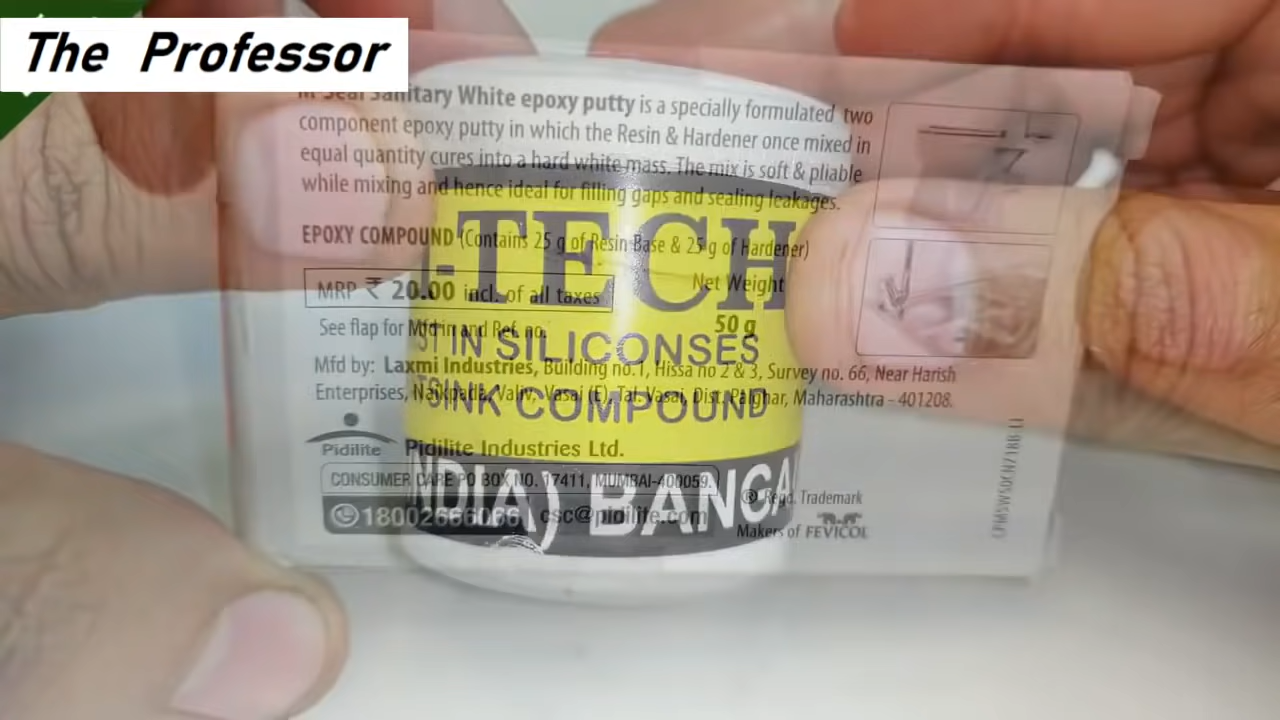 The Professor
M-Seal Sanitary White epoxy putty is a specially formulated two
component epoxy putty in which the Resin & Hardener once mixed in
equal quantity cures into a hard white mass. The mix is soft & pliable
while mixing and hence ideal for filling gaps and sealing leakages.
EPOXY COMPOUND (Contains 25 g of Resin Base & 25 g of Hardener)
-TECH
MRP ₹ 20.00 incl. of all taxes
Net Weight
50 g
See flap for Mfd in and Ref. no.
ST IN SILICONSES
Mfd by: Laxmi Industries, Building no.1, Hissa no 2 & 3, Survey no. 66, Near Harish
Enterprises, Naikpada, Valiv, Vasai (E), Tal. Vasai, Dist. Palghar, Maharashtra - 401208.
TSINK COMPOUND
Pidilite Pidilite Industries Ltd.
CONSUMER CARE PO BOX NO. 17411, MUMBAI-400059.
NDIA) BANGA
® Regd. Trademark
18002666066 csc@pidilite.com
Makers of FEVICOL